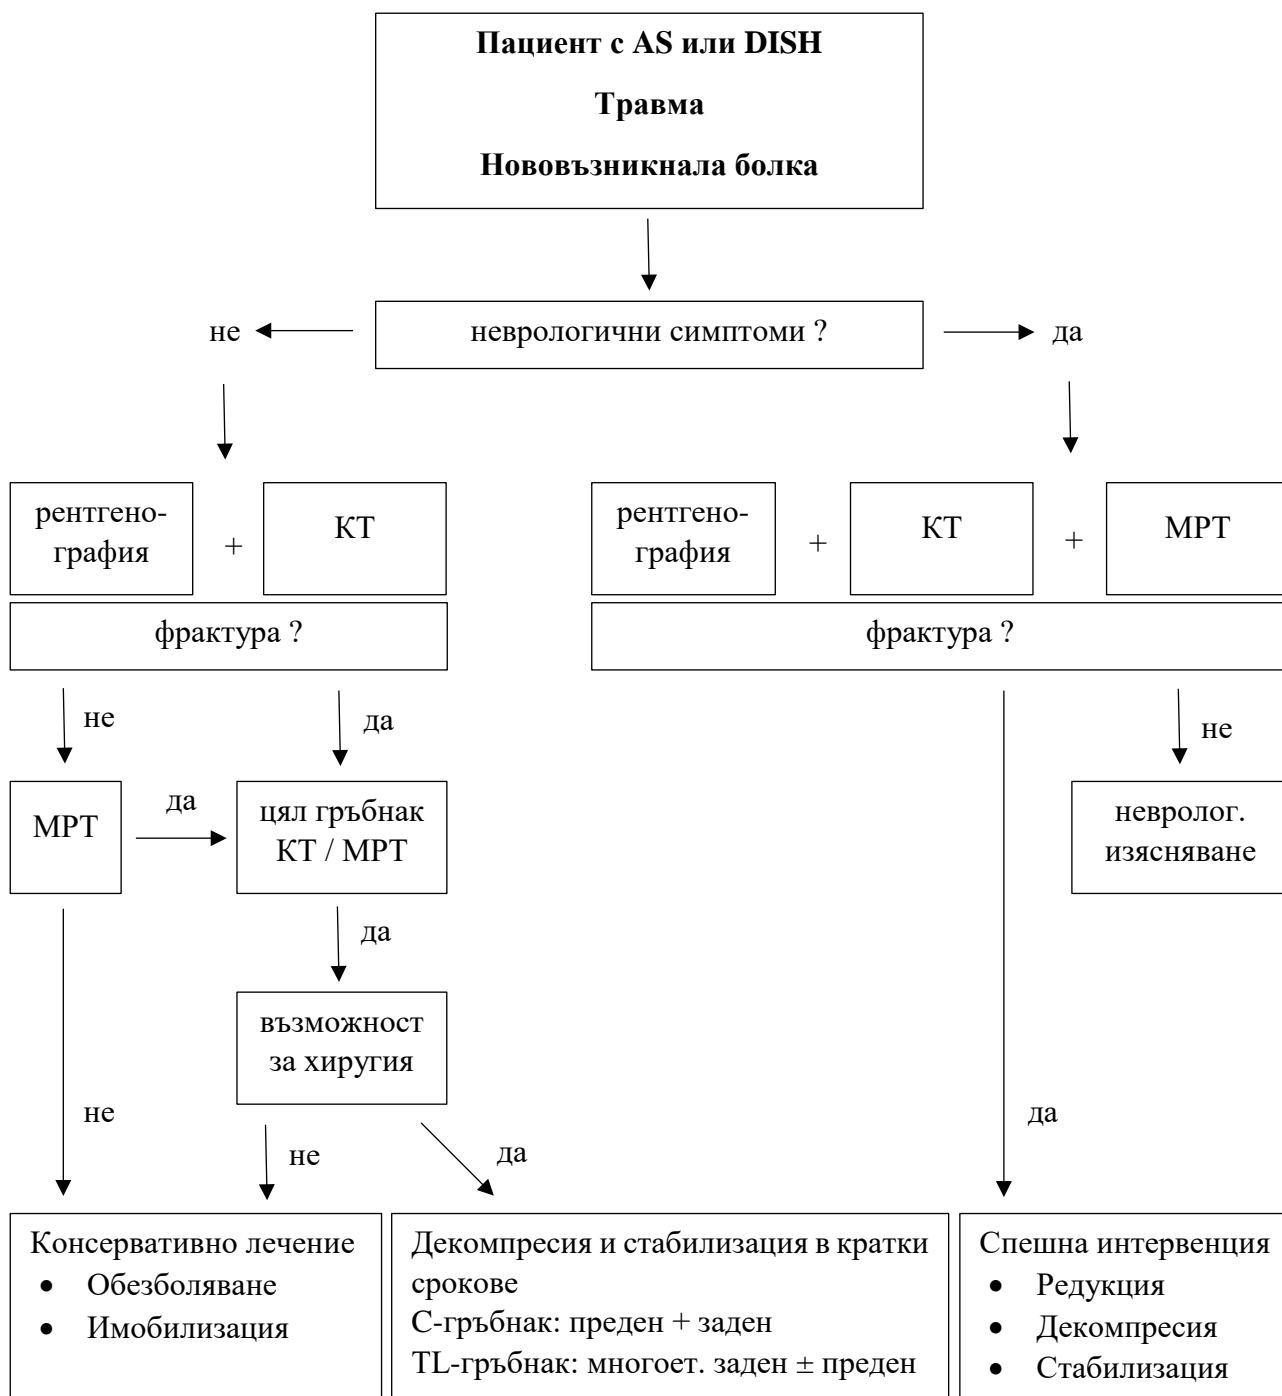 Пациент с AS или DISH
Травма
Нововъзникнала болка
не
неврологични симптоми ?
да
рентгено-
графия
+
КТ
рентгено-
графия
+
КТ
+
МРТ
фрактура ?
фрактура ?
не
да
не
МРТ
да
цял гръбнак
КТ / МРТ
невролог.
изясняване
да
възможност
за хиругия
не
не
да
да
Консервативно лечение
• Обезболяване
• Имобилизация
Декомпресия и стабилизация в кратки
срокове
С-гръбнак: преден + заден
TL-гръбнак: многоет. заден ± преден
Спешна интервенция
• Редукция
• Декомпресия
• Стабилизация